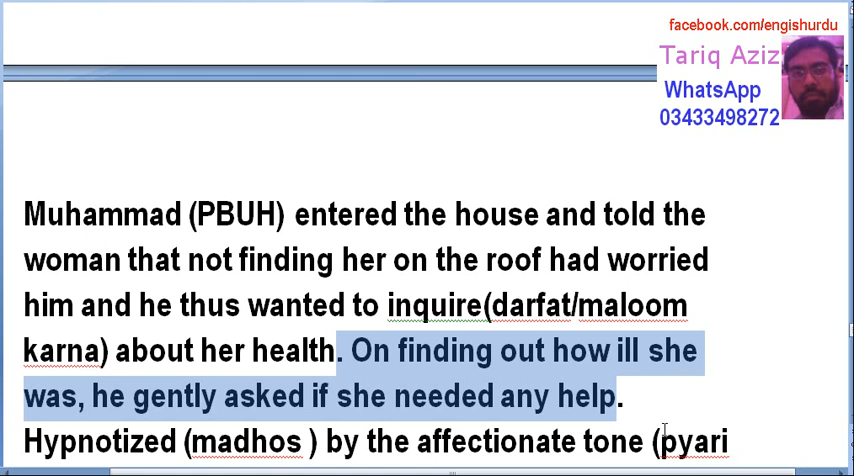 facebook.com/engishurdu
Tariq Aziz
WhatsApp
03433498272
Muhammad (PBUH) entered the house and told the
woman that not finding her on the roof had worried
him and he thus wanted to inquire(darfat/maloom
karna) about her health. On finding out how ill she
was, he gently asked if she needed any help.
Hypnotized (madhos ) by the affectionate tone (pyari